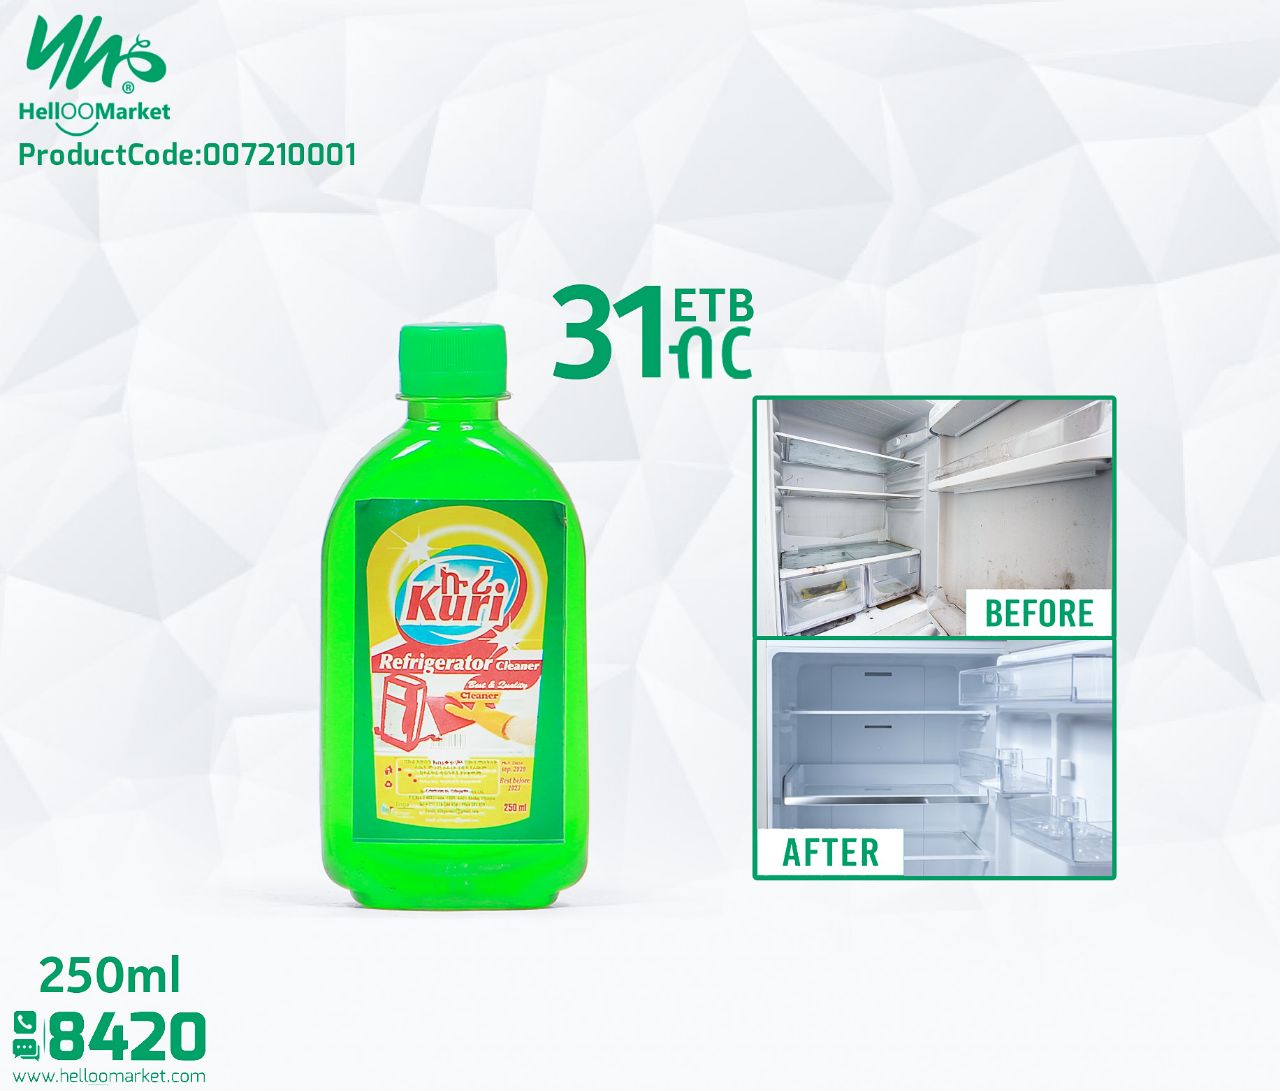 HellOOMarket
ProductCode:007210001
31 ETB
ብር
ኩሪ
Kuri
Refrigerator Cleaner
Best & Quality
Cleaner
Best before
2023
250 ml
BEFORE
AFTER
250ml
8420
www.helloomarket.com